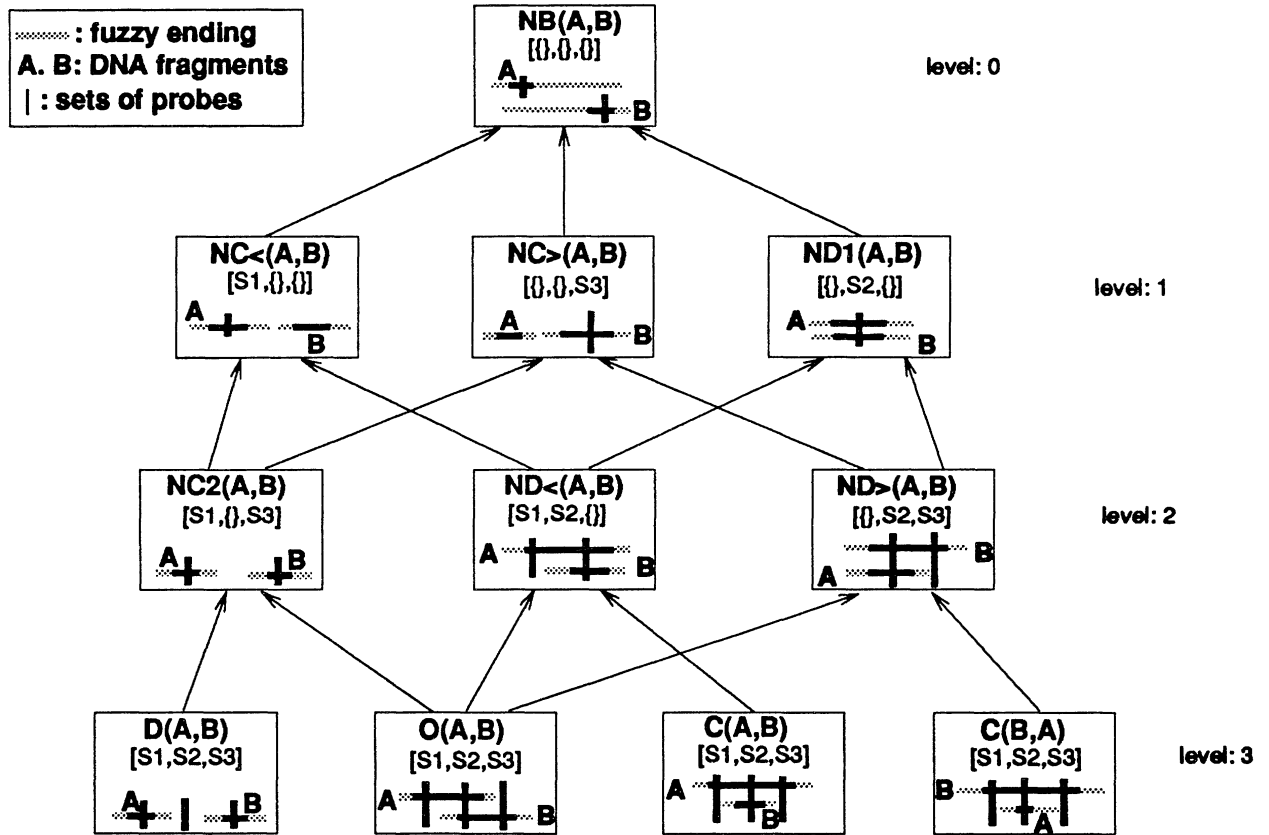 : fuzzy ending
A. B: DNA fragments
| : sets of probes
NB(A,B)
[{},{},{}]
A
B
level: 0
NC<(A,B)
[S1,{},{}]
A
B
NC>(A,B)
[{},{},S3]
A
B
ND1(A,B)
[{},S2,{}]
A
B
level: 1
NC2(A,B)
[S1,{},S3]
A
B
ND<(A,B)
[S1,S2,{}]
A
B
ND>(A,B)
[{},S2,S3]
B
A
level: 2
D(A,B)
[S1,S2,S3]
A
B
O(A,B)
[S1,S2,S3]
A
B
C(A,B)
[S1,S2,S3]
A
B
C(B,A)
[S1,S2,S3]
B
A
level: 3